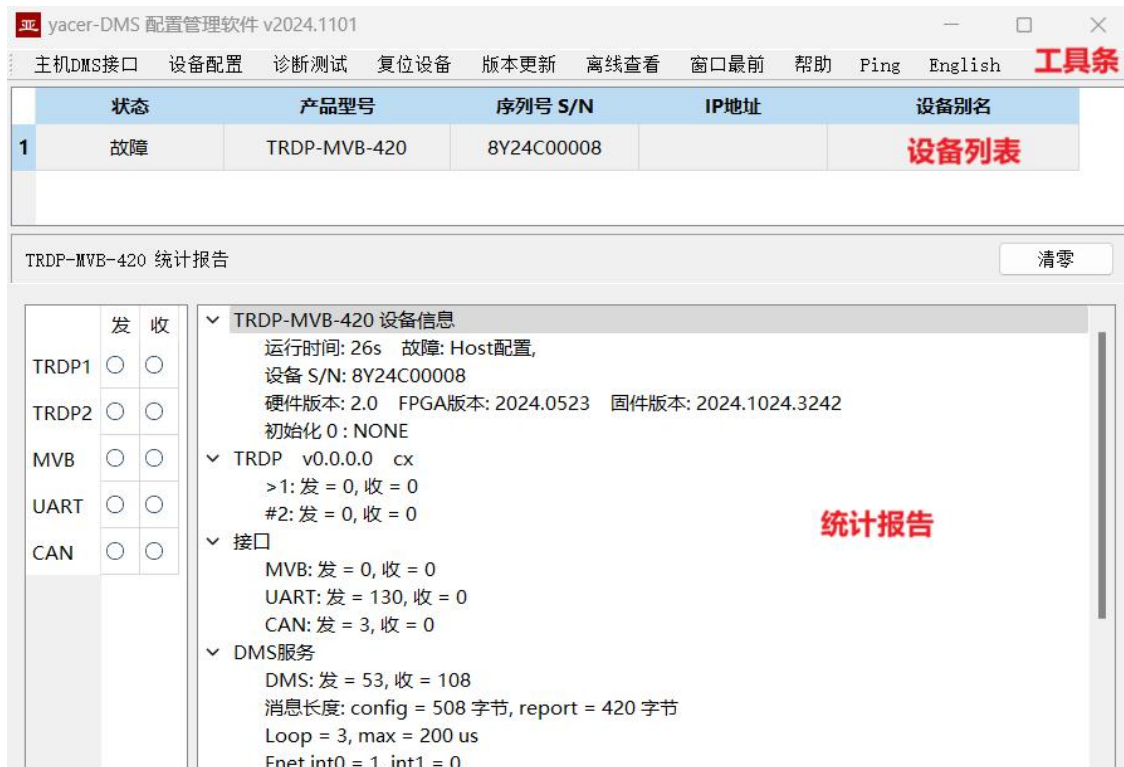 亚 yacer-DMS 配置管理软件 v2024.1101
主机DMS接口 设备配置 诊断测试 复位设备 版本更新 离线查看 窗口最前 帮助 Ping English 工具条
状态 产品型号 序列号 S/N IP地址 设备别名
1 故障 TRDP-MVB-420 8Y24C00008 设备列表
TRDP-MVB-420 统计报告 清零
发 收
TRDP1
TRDP2
MVB
UART
CAN
TRDP-MVB-420 设备信息
运行时间: 26s 故障: Host配置,
设备 S/N: 8Y24C00008
硬件版本: 2.0 FPGA版本: 2024.0523 固件版本: 2024.1024.3242
初始化 0 : NONE
TRDP v0.0.0.0 cx
>1: 发 = 0, 收 = 0
#2: 发 = 0, 收 = 0
统计报告
接口
MVB: 发 = 0, 收 = 0
UART: 发 = 130, 收 = 0
CAN: 发 = 3, 收 = 0
DMS服务
DMS: 发 = 53, 收 = 108
消息长度: config = 508 字节, report = 420 字节
Loop = 3, max = 200 us
Enet int0 = 1, int1 = 0